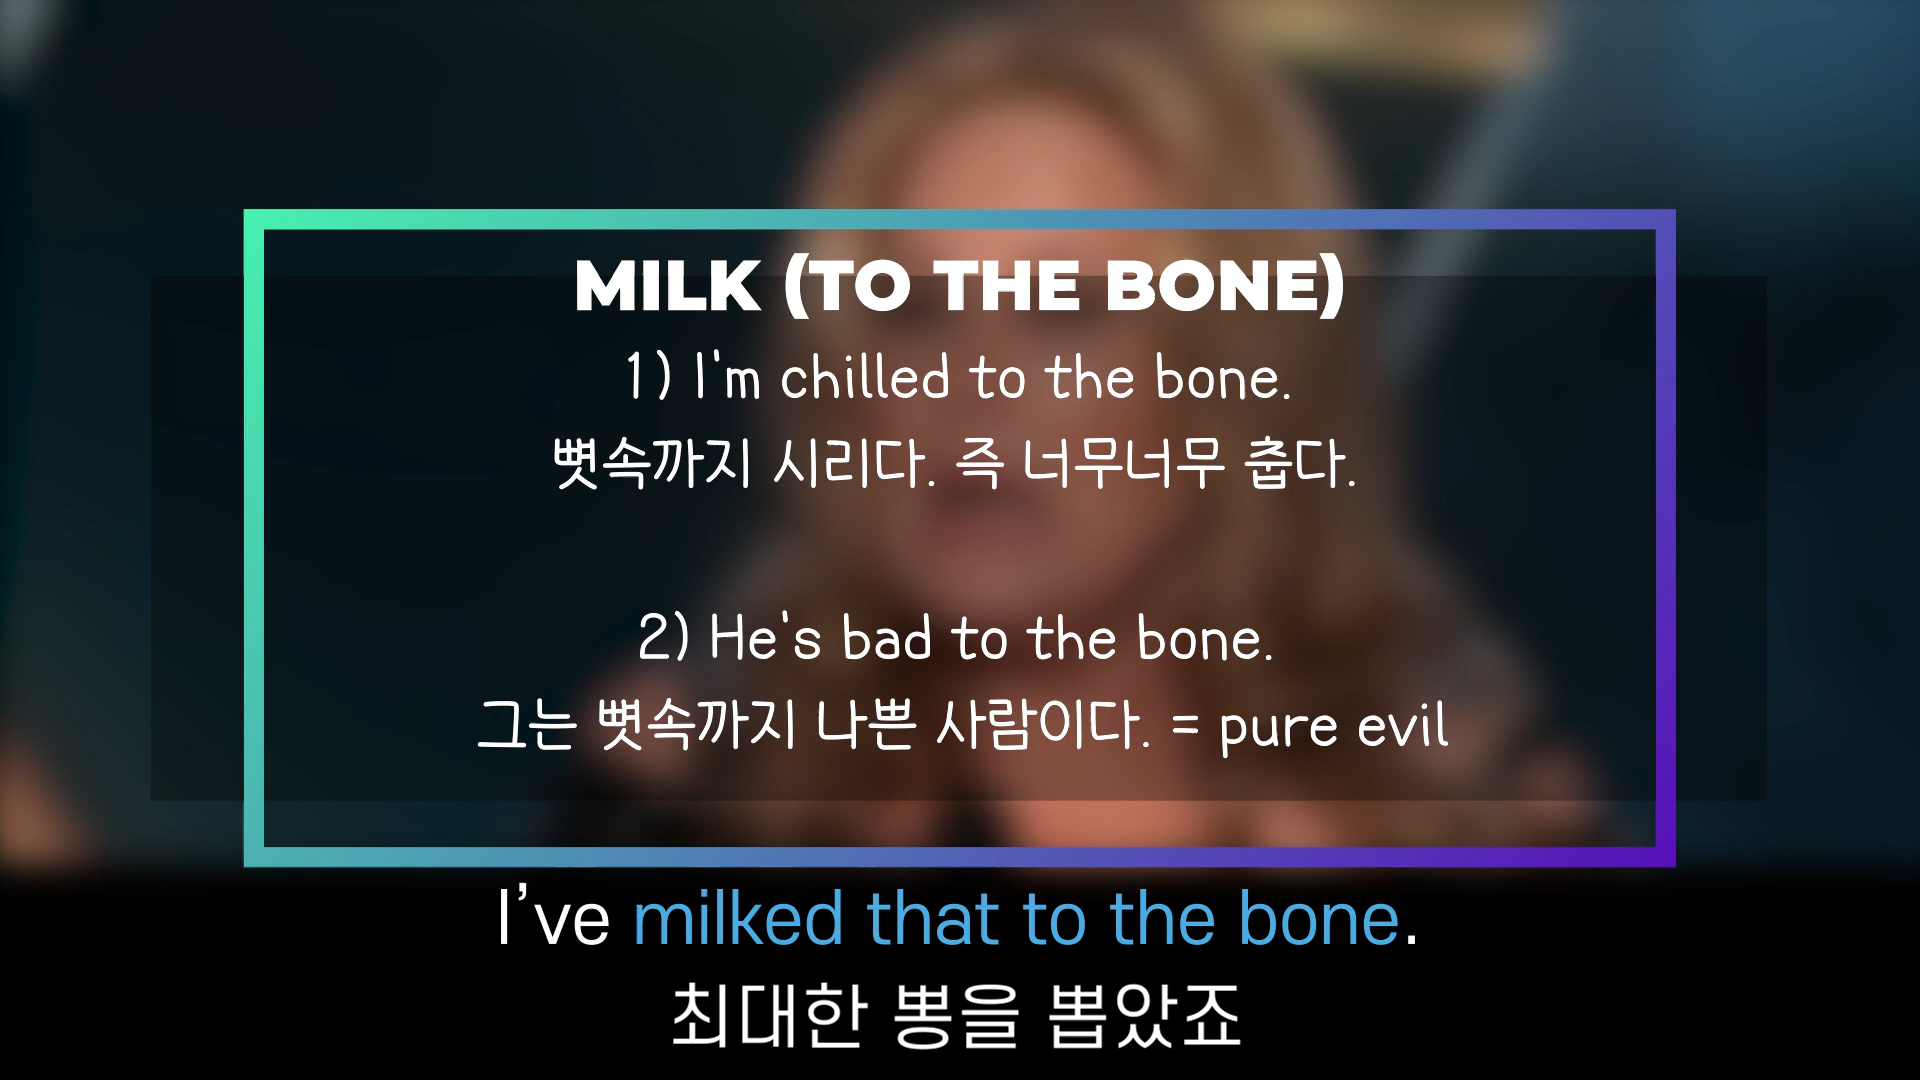 MILK (TO THE BONE)
1) I'm chilled to the bone.
뼛속까지 시리다. 즉 너무너무 춥다.
2) He's bad to the bone.
그는 뼛속까지 나쁜 사람이다. = pure evil
I’ve milked that to the bone.
최대한 뽕을 뽑았죠